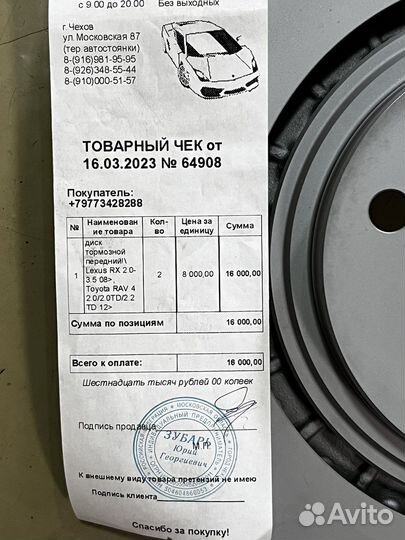 с 9.00 до 20.00 Без выходных
г.Чехов
ул.Московская 87
(тер.автостоянки)
8-(916)981-95-95
8-(926)348-55-44
8-(910)000-51-57
ТОВАРНЫЙ ЧЕК от
16.03.2023 № 64908
Покупатель:
+79773428288
№ Наименован ие товара Кол-во Цена за единицу Сумма
1 диск 2 8 000,00 16 000,00
тормозной
передний!\
Lexus RX 2.0-
3.5 08>,
Toyota RAV 4
2.0/2.0TD/2.2
TD 12>
Сумма по позициям 16 000,00
Всего к оплате: 16 000,00
Шестнадцать тысяч рублей 00 копеек
Подпись продавца
М.П.
ЗУБАРЬ
Юрий
Георгиевич
К внешнему виду товара претензий не имею
Подпись клиента
Спасибо за покупку!
Avito